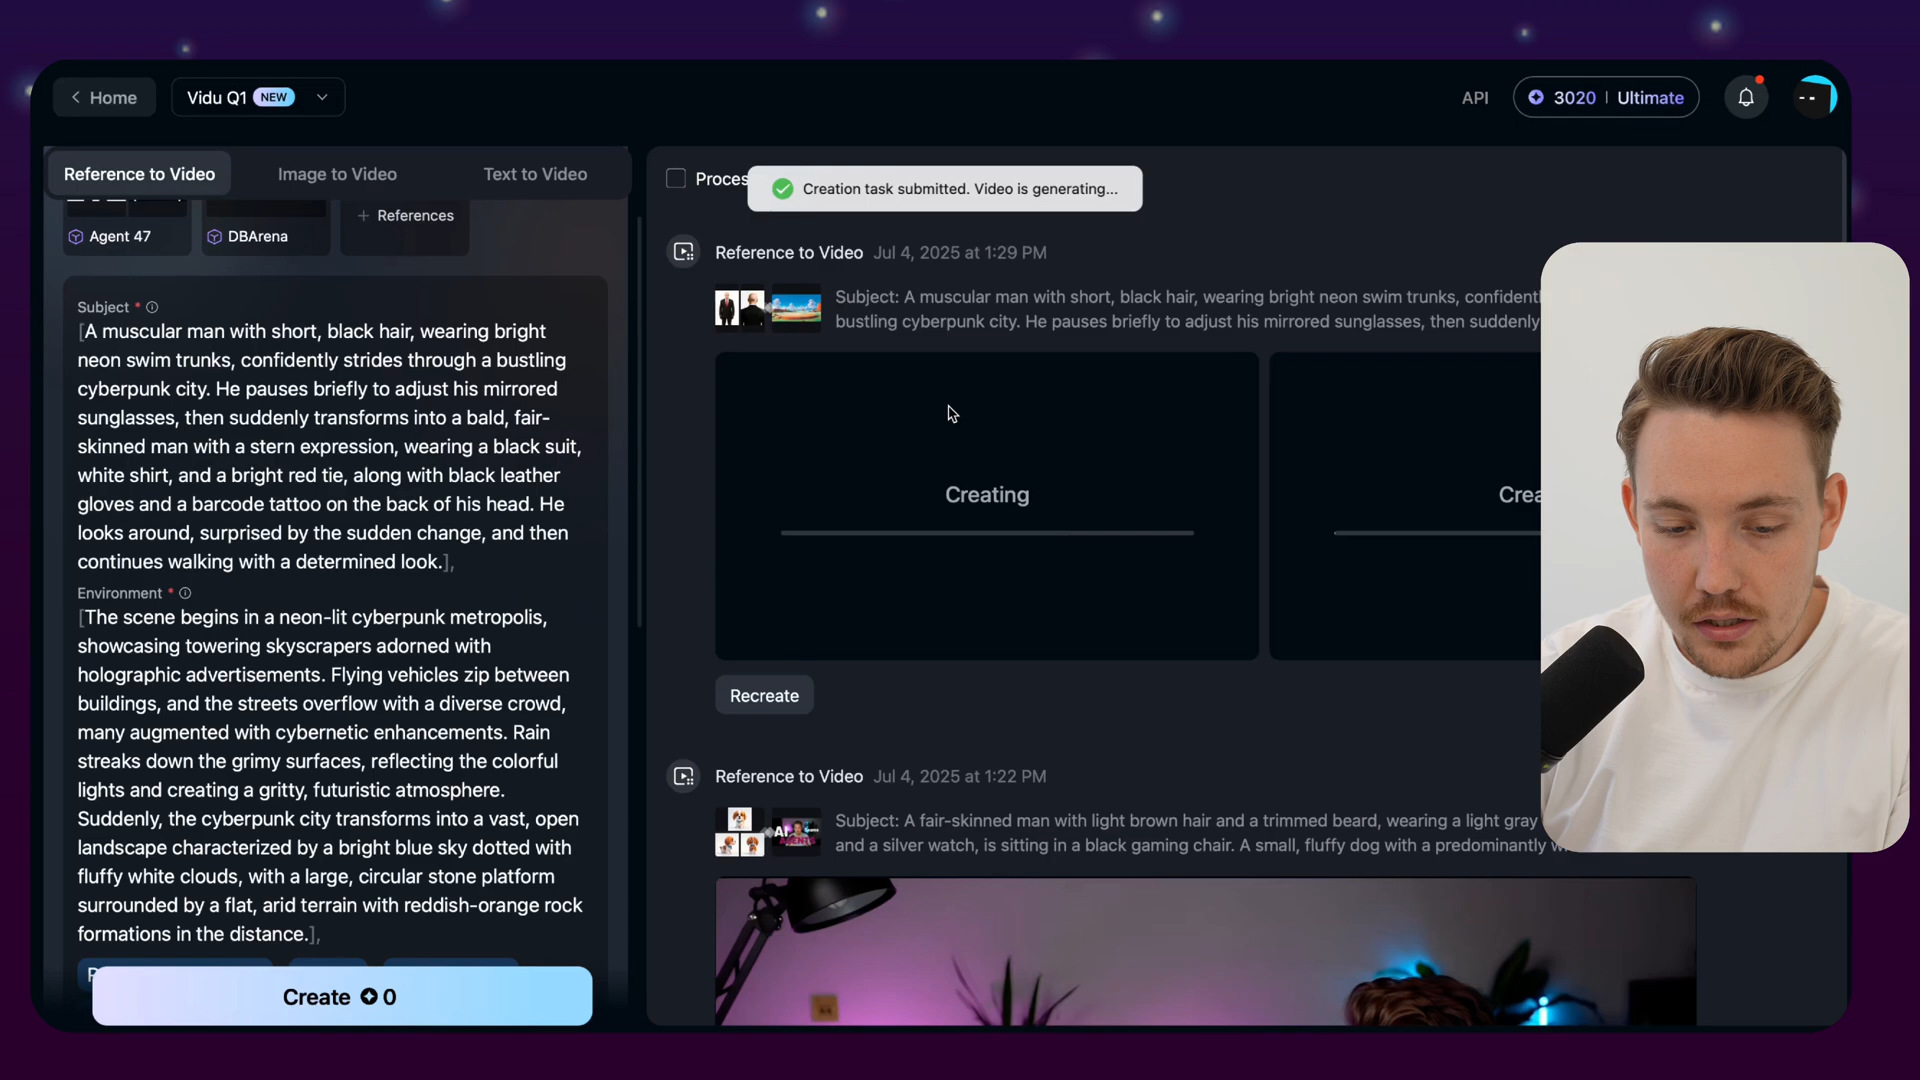 Home
Vidu Q1 NEW
API
3020 | Ultimate
Reference to Video
Image to Video
Text to Video
Agent 47
DBArena
+ References
Subject *
[A muscular man with short, black hair, wearing bright
neon swim trunks, confidently strides through a bustling
cyberpunk city. He pauses briefly to adjust his mirrored
sunglasses, then suddenly transforms into a bald, fair-
skinned man with a stern expression, wearing a black suit,
white shirt, and a bright red tie, along with black leather
gloves and a barcode tattoo on the back of his head. He
looks around, surprised by the sudden change, and then
continues walking with a determined look.],
Environment *
[The scene begins in a neon-lit cyberpunk metropolis,
showcasing towering skyscrapers adorned with
holographic advertisements. Flying vehicles zip between
buildings, and the streets overflow with a diverse crowd,
many augmented with cybernetic enhancements. Rain
streaks down the grimy surfaces, reflecting the colorful
lights and creating a gritty, futuristic atmosphere.
Suddenly, the cyberpunk city transforms into a vast, open
landscape characterized by a bright blue sky dotted with
fluffy white clouds, with a large, circular stone platform
surrounded by a flat, arid terrain with reddish-orange rock
formations in the distance.],
Create 0
Proces
Creation task submitted. Video is generating...
Reference to Video Jul 4, 2025 at 1:29 PM
Subject: A muscular man with short, black hair, wearing bright neon swim trunks, confident
bustling cyberpunk city. He pauses briefly to adjust his mirrored sunglasses, then suddenly
Creating
Crea
Recreate
Reference to Video Jul 4, 2025 at 1:22 PM
Subject: A fair-skinned man with light brown hair and a trimmed beard, wearing a light gray
and a silver watch, is sitting in a black gaming chair. A small, fluffy dog with a predominantly